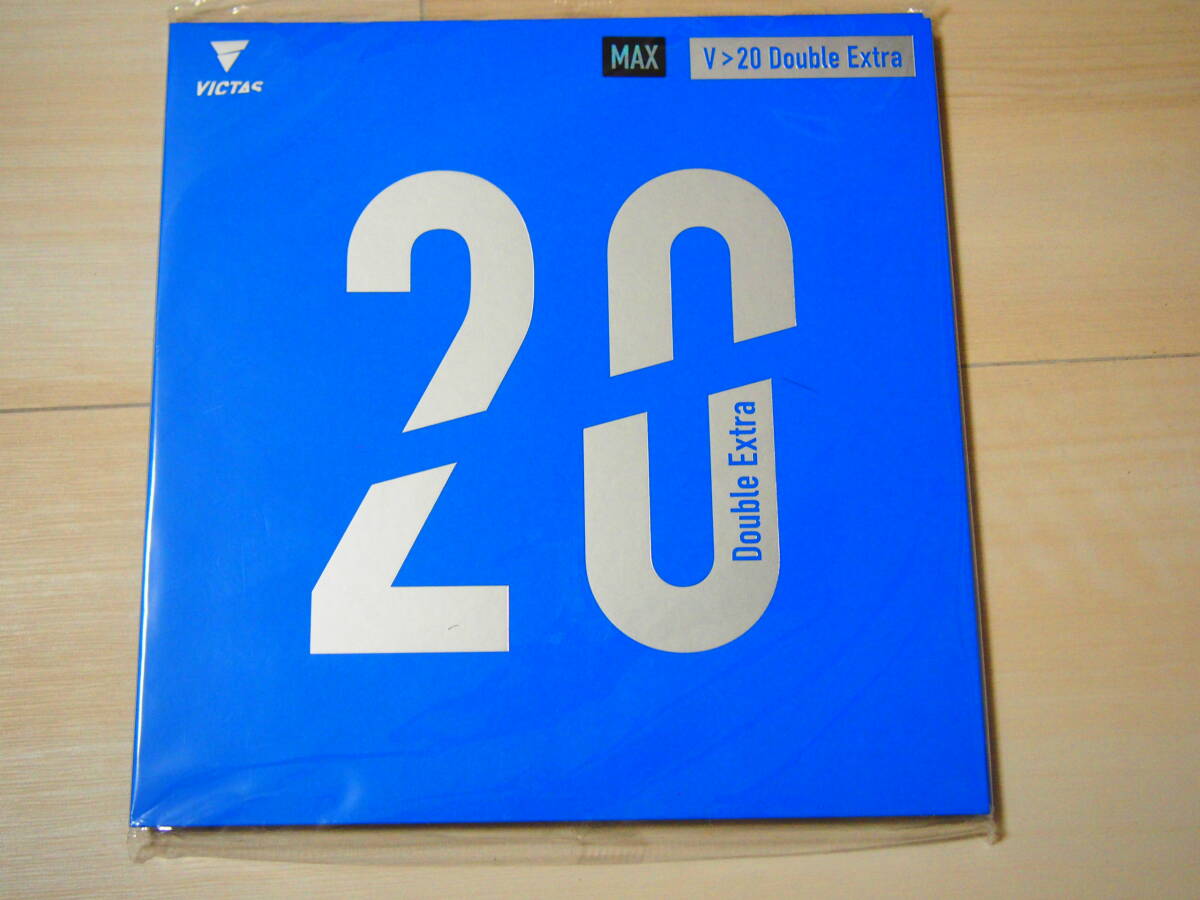 VICTAS
MAX
V>20 Double Extra
20
Double Extra